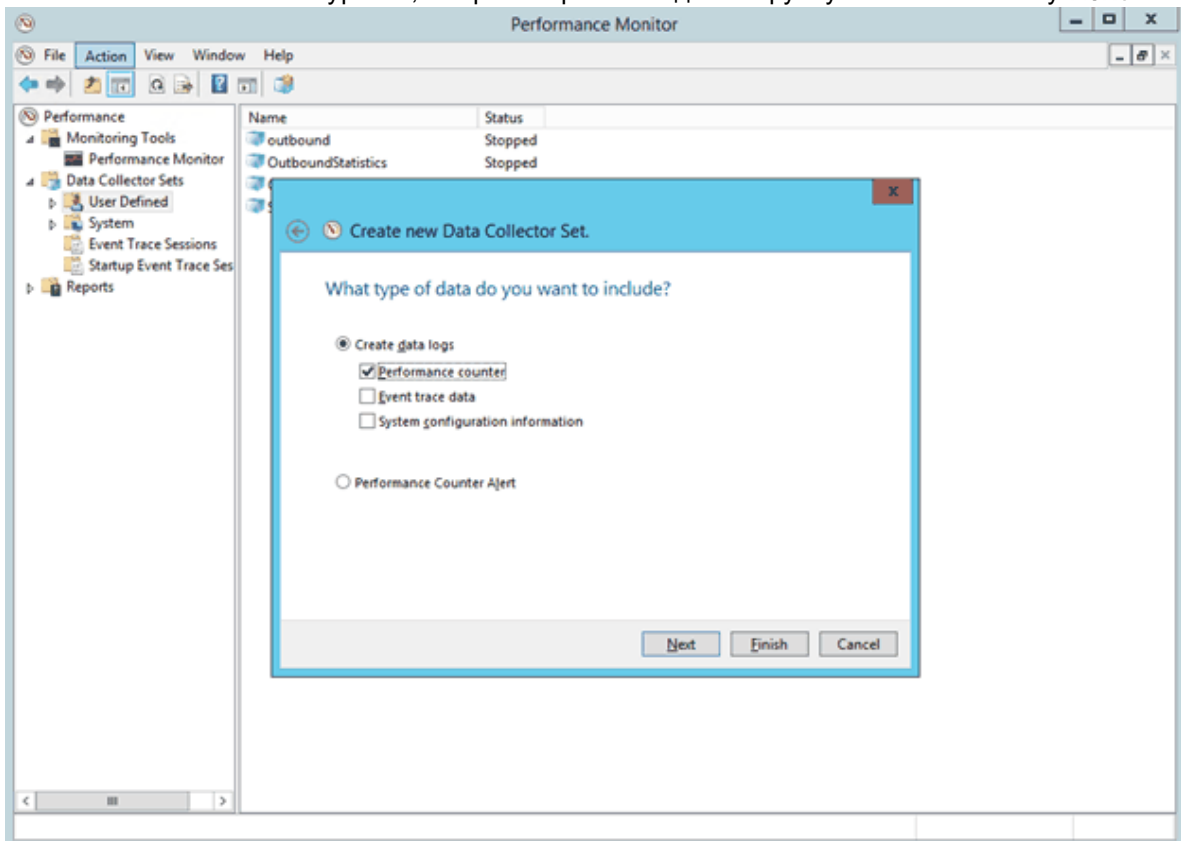 Performance Monitor
File Action View Window Help
Performance
Monitoring Tools
Performance Monitor
Data Collector Sets
User Defined
System
Event Trace Sessions
Startup Event Trace Ses
Reports
Name Status
outbound Stopped
OutboundStatistics Stopped
Create new Data Collector Set.
What type of data do you want to include?
Create data logs
Performance counter
Event trace data
System configuration information
Performance Counter Alert
Next Finish Cancel